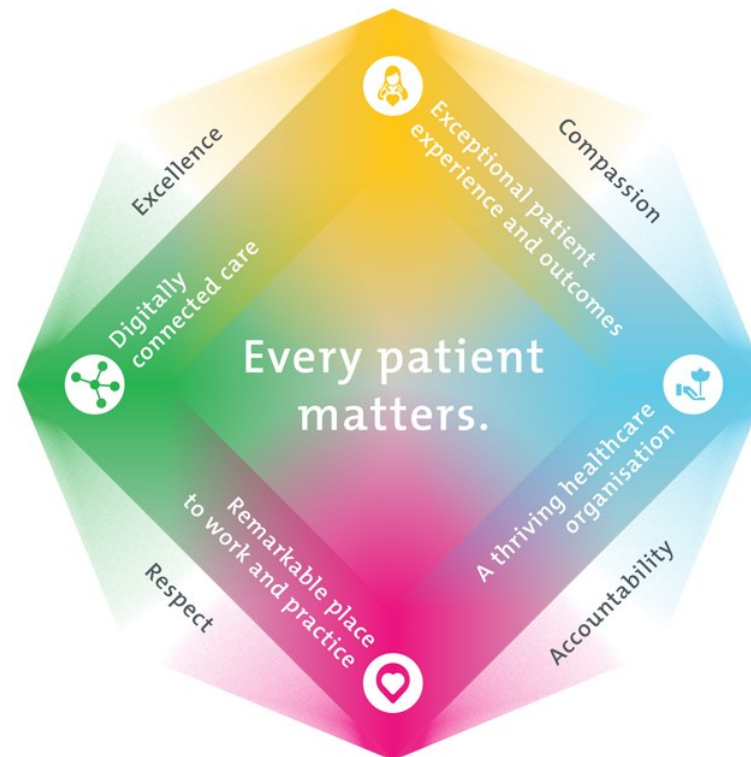 Excellence
Compassion
Exceptional patient
experience and outcomes
Digitally
connected care
Every patient
matters.
A thriving healthcare
organisation
Remarkable place
to work and practice
Respect
Accountability